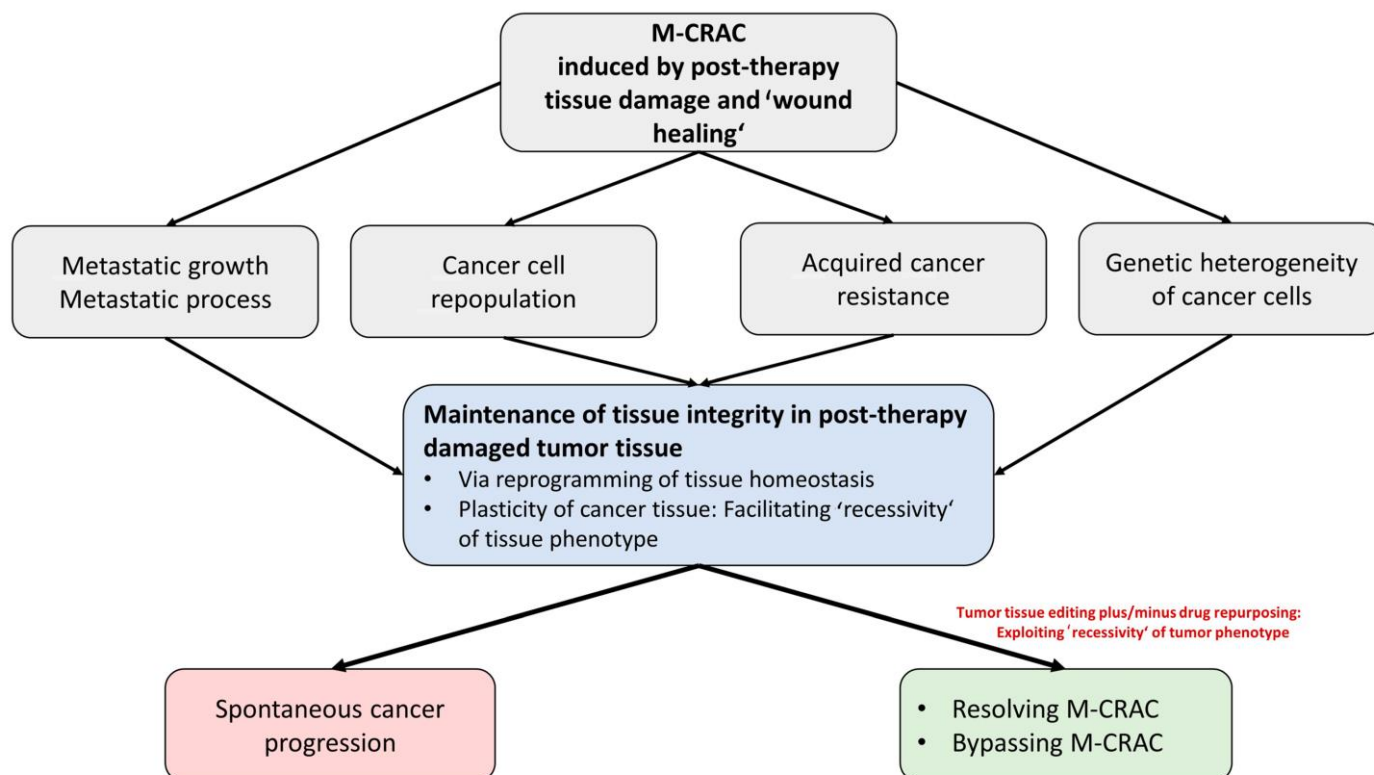 M-CRAC
induced by post-therapy
tissue damage and ‘wound
healing‘
Metastatic growth
Metastatic process
Cancer cell
repopulation
Acquired cancer
resistance
Genetic heterogeneity
of cancer cells
Maintenance of tissue integrity in post-therapy
damaged tumor tissue
• Via reprogramming of tissue homeostasis
• Plasticity of cancer tissue: Facilitating ‘recessivity‘
of tissue phenotype
Tumor tissue editing plus/minus drug repurposing:
Exploiting ‘recessivity‘ of tumor phenotype
Spontaneous cancer
progression
• Resolving M-CRAC
• Bypassing M-CRAC